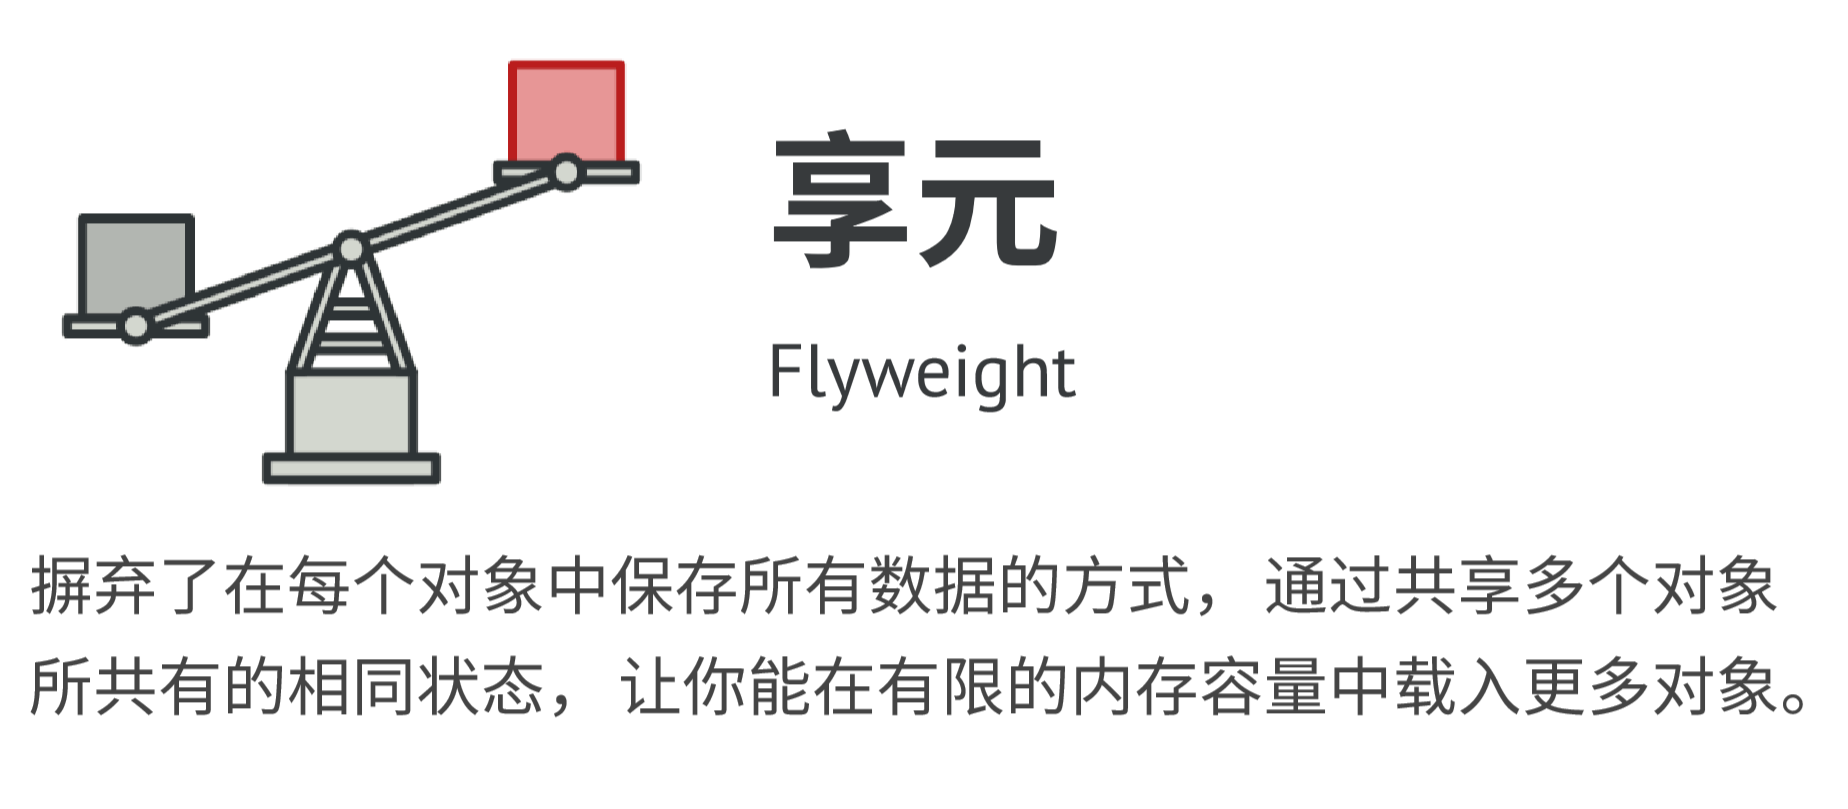 享元
Flyweight
摒弃了在每个对象中保存所有数据的方式， 通过共享多个对象
所共有的相同状态， 让你能在有限的内存容量中载入更多对象。